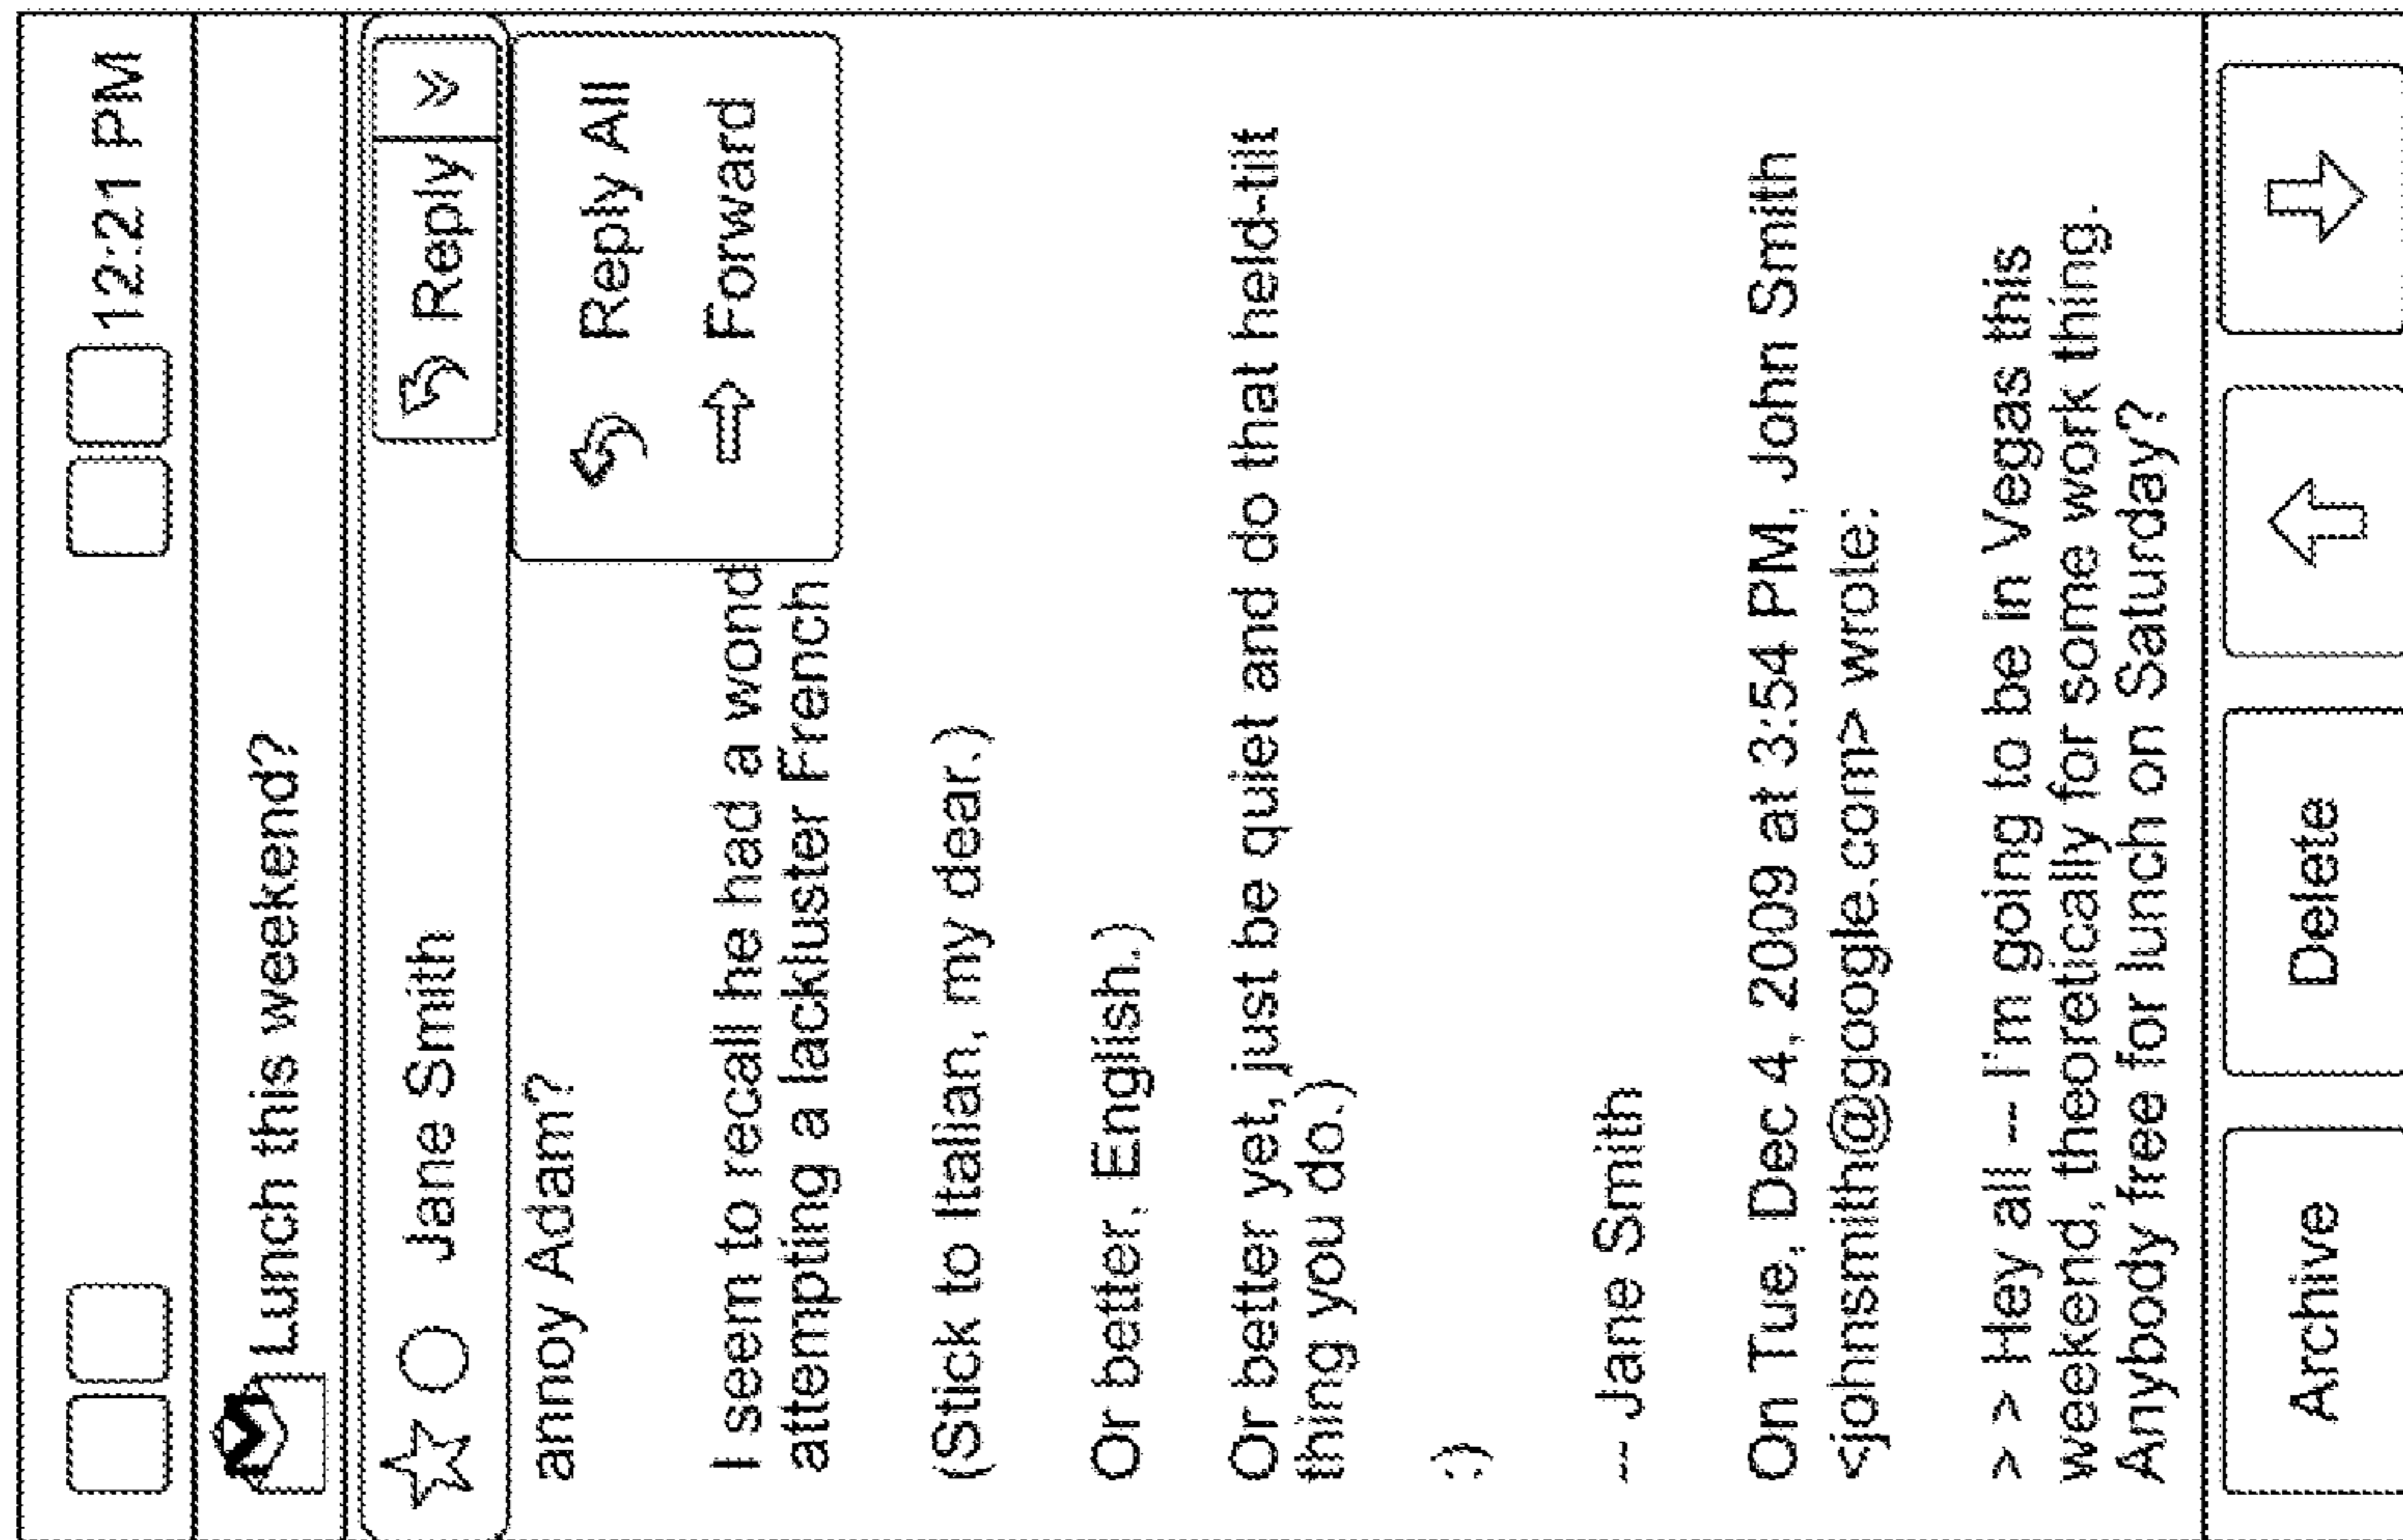 12:21 PM
Lunch this weekend?
Jane Smith
Reply
Reply All
Forward
annoy Adam?
I seem to recall he had a wond
attempting a lackluster French
(Stick to Italian, my dear.)
Or better, English.)
Or better yet, just be quiet and do that held-tilt
thing you do.)
:)
-- Jane Smith
On Tue, Dec 4, 2009 at 3:54 PM, John Smith
<johnsmith@google.com> wrote:
> > Hey all -- I'm going to be in Vegas this
weekend, theoretically for some work thing.
Anybody free for lunch on Saturday?
Archive
Delete